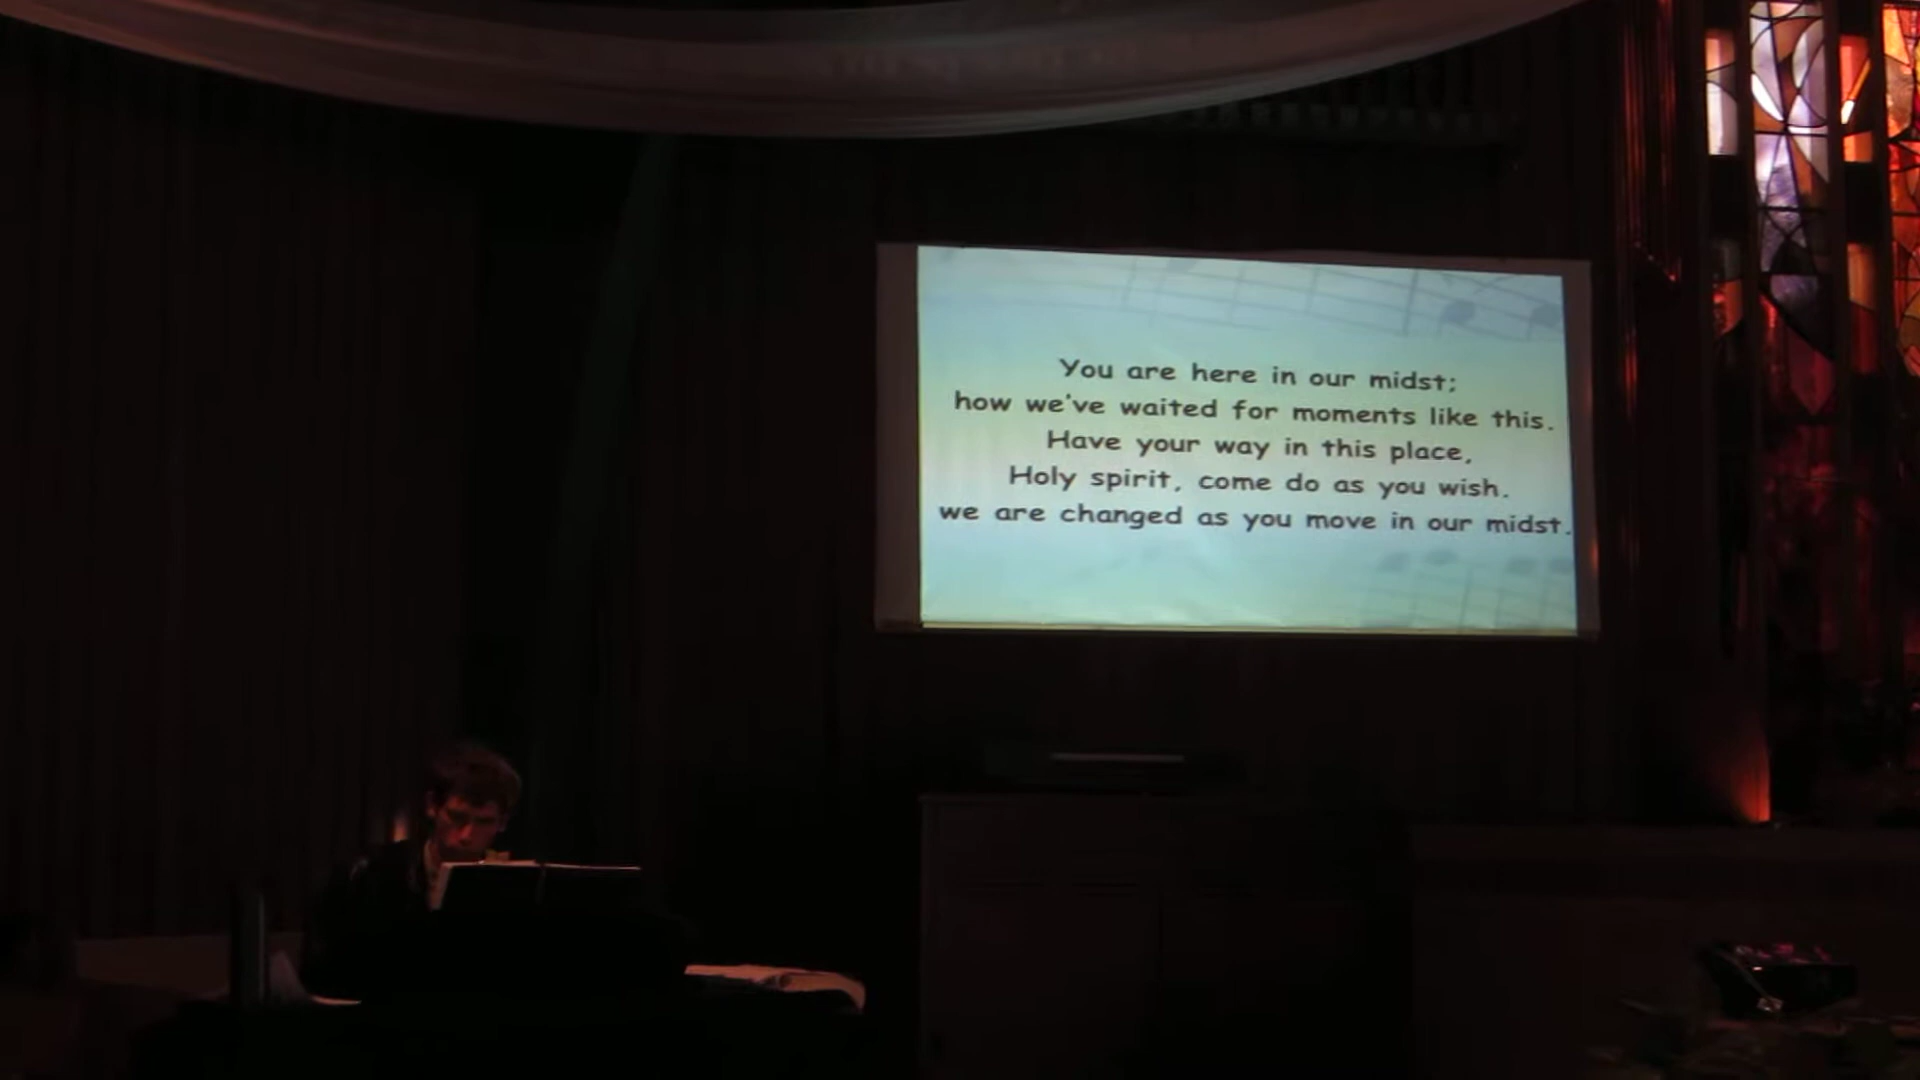 You are here in our midst;
how we've waited for moments like this.
Have your way in this place,
Holy spirit, come do as you wish.
we are changed as you move in our midst.